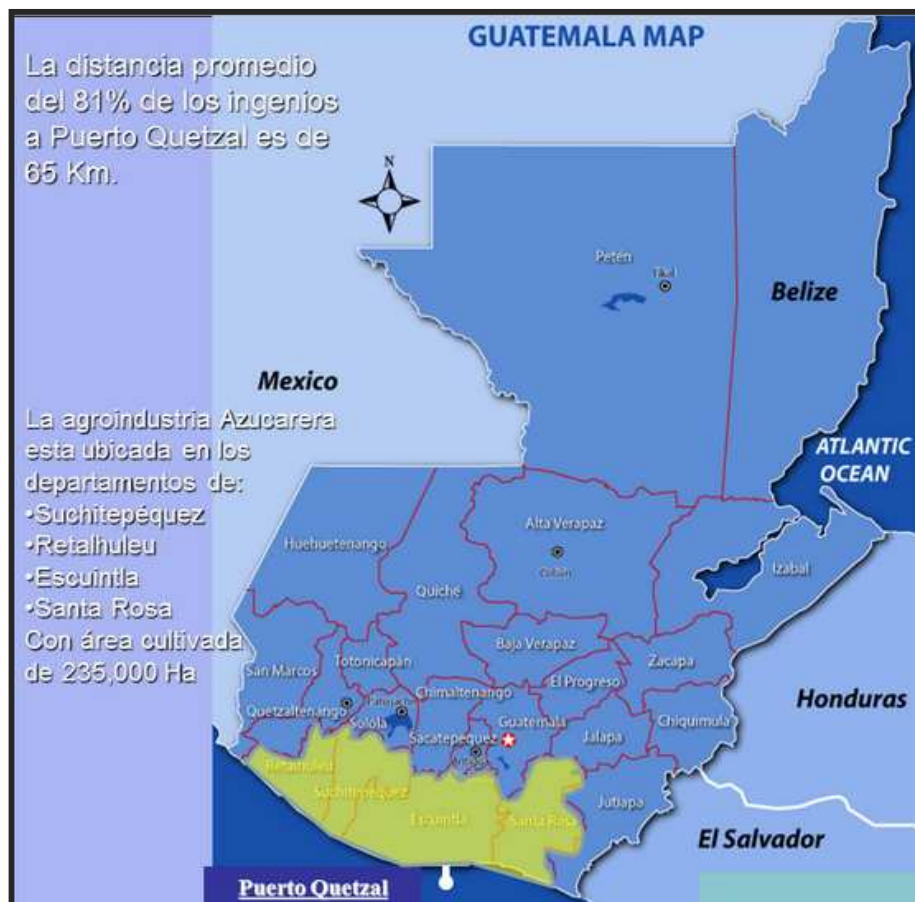 GUATEMALA MAP
La distancia promedio
del 81% de los ingenios
a Puerto Quetzal es de
65 Km.
N
Petén
Tikal
Belize
Mexico
La agroindustria Azucarera
esta ubicada en los
departamentos de:
•Suchitepéquez
•Retalhuleu
•Escuintla
•Santa Rosa
Con área cultivada
de 235,000 Ha
ATLANTIC
OCEAN
Alta Verapaz
Huehuetenango
Cobán
Izabal
Quiché
Baja Verapaz
Totonicapán
San Marcos
Zacapa
El Progreso
Chimaltenango
Honduras
Quetzaltenango
Sololá
Guatemala
Chiquimula
Sacatepequez
Jalapa
Retalhuleu
Suchitepéquez
Jutiapa
Escuintla
Santa Rosa
El Salvador
Puerto Quetzal